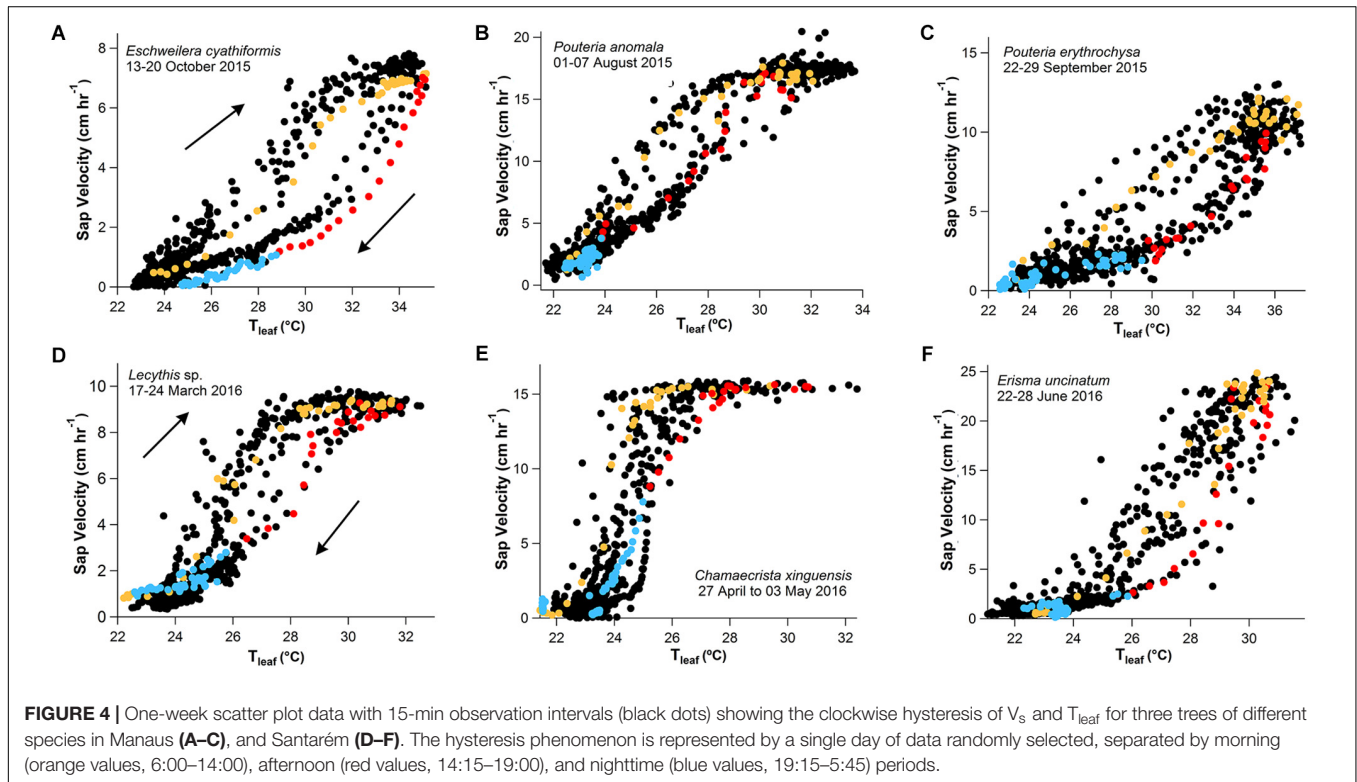 A
Eschweilera cyathiformis
13-20 October 2015
8
6
4
2
0
Sap Velocity (cm hr⁻¹)
22 24 26 28 30 32 34
T_leaf (°C)
B
Pouteria anomala
01-07 August 2015
20
15
10
5
0
Sap Velocity (cm hr⁻¹)
22 24 26 28 30 32 34
T_leaf (ºC)
C
Pouteria erythrochysa
22-29 September 2015
15
10
5
0
Sap Velocity (cm hr⁻¹)
24 26 28 30 32 34 36
T_leaf (°C)
D
Lecythis sp.
17-24 March 2016
10
8
6
4
2
0
Sap Velocity (cm hr⁻¹)
22 24 26 28 30 32
T_leaf (°C)
E
Chamaecrista xinguensis
27 April to 03 May 2016
15
10
5
0
Sap Velocity (cm hr⁻¹)
22 24 26 28 30 32
T_leaf (ºC)
F
Erisma uncinatum
22-28 June 2016
25
20
15
10
5
0
Sap Velocity (cm hr⁻¹)
22 24 26 28 30
T_leaf (°C)
FIGURE 4 | One-week scatter plot data with 15-min observation intervals (black dots) showing the clockwise hysteresis of V_s and T_leaf for three trees of different
species in Manaus (A–C), and Santarém (D–F). The hysteresis phenomenon is represented by a single day of data randomly selected, separated by morning
(orange values, 6:00–14:00), afternoon (red values, 14:15–19:00), and nighttime (blue values, 19:15–5:45) periods.